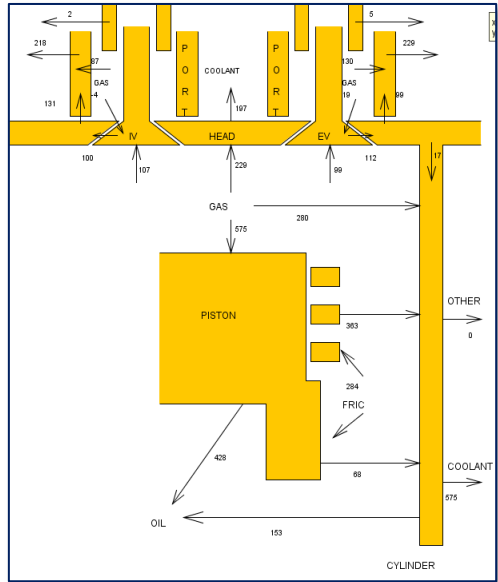 2
5
218
229
P
O
R
T
P
O
R
T
87
GAS
-4
COOLANT
130
GAS
19
131
99
197
IV
HEAD
EV
100
112
107
229
99
17
GAS
280
575
OTHER
0
PISTON
363
284
FRIC
428
68
COOLANT
575
OIL
153
CYLINDER